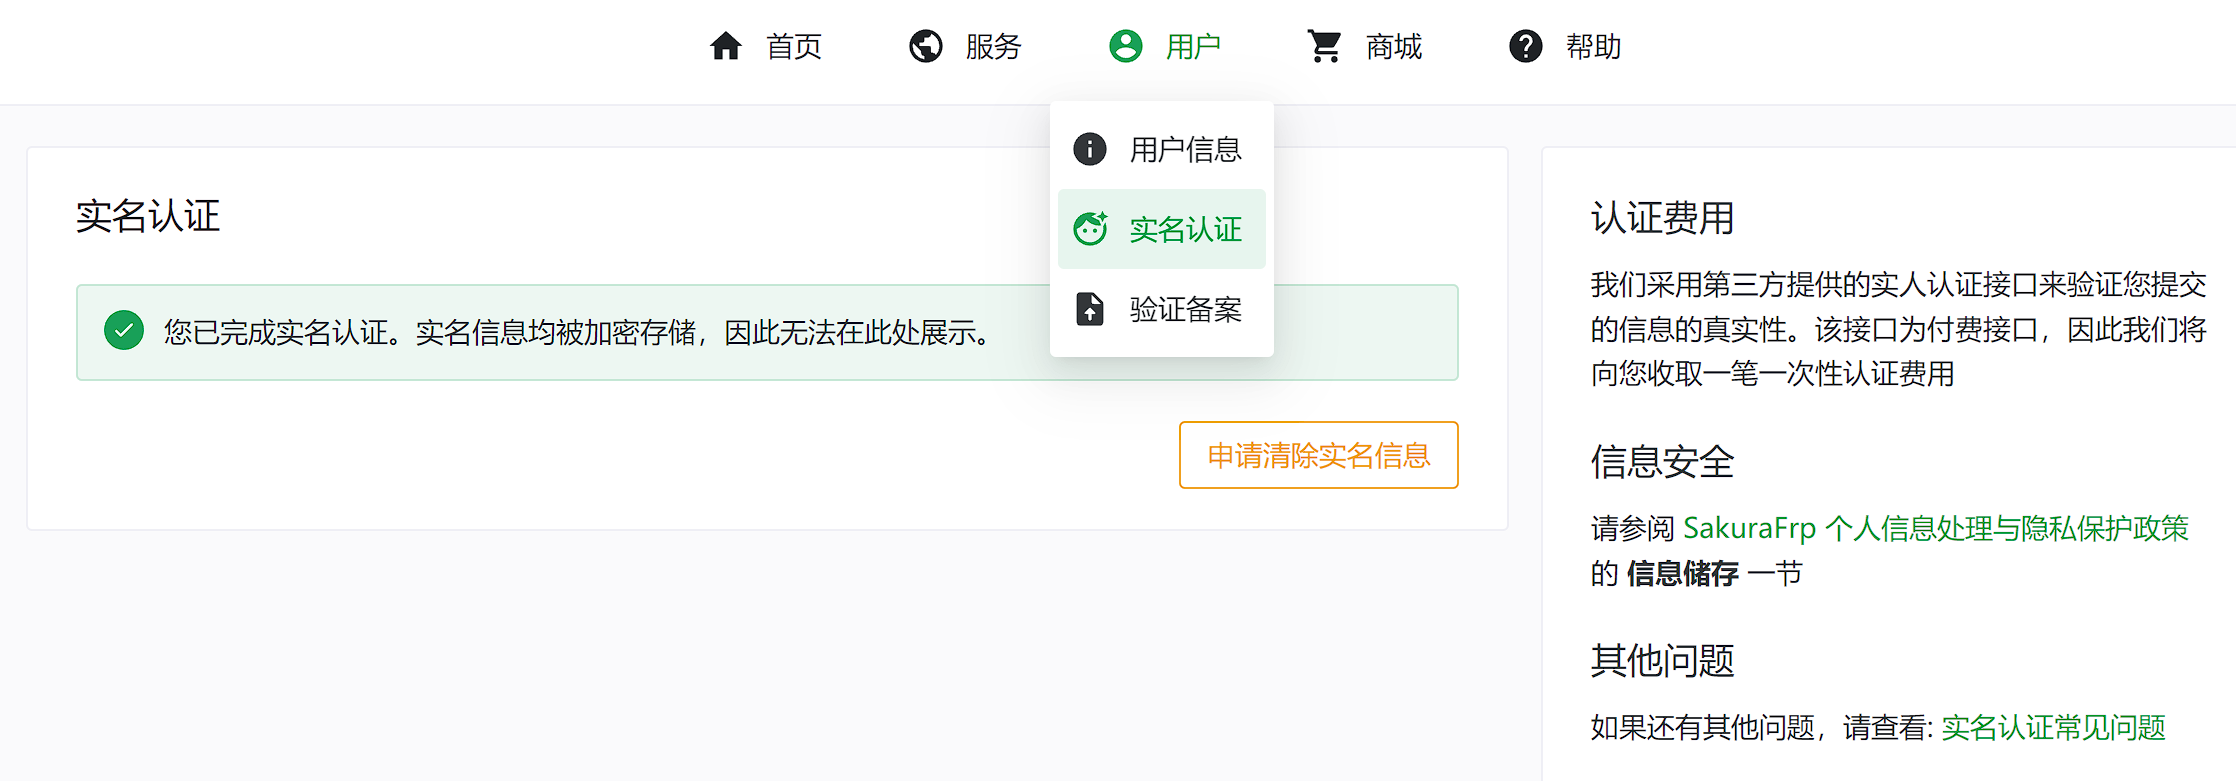 首页
服务
用户
商城
帮助
用户信息
实名认证
验证备案
实名认证
您已完成实名认证。实名信息均被加密存储，因此无法在此处展示。
申请清除实名信息
认证费用
我们采用第三方提供的实人认证接口来验证您提交
的信息的真实性。该接口为付费接口，因此我们将
向您收取一笔一次性认证费用
信息安全
请参阅 SakuraFrp 个人信息处理与隐私保护政策
的 信息储存 一节
其他问题
如果还有其他问题，请查看: 实名认证常见问题